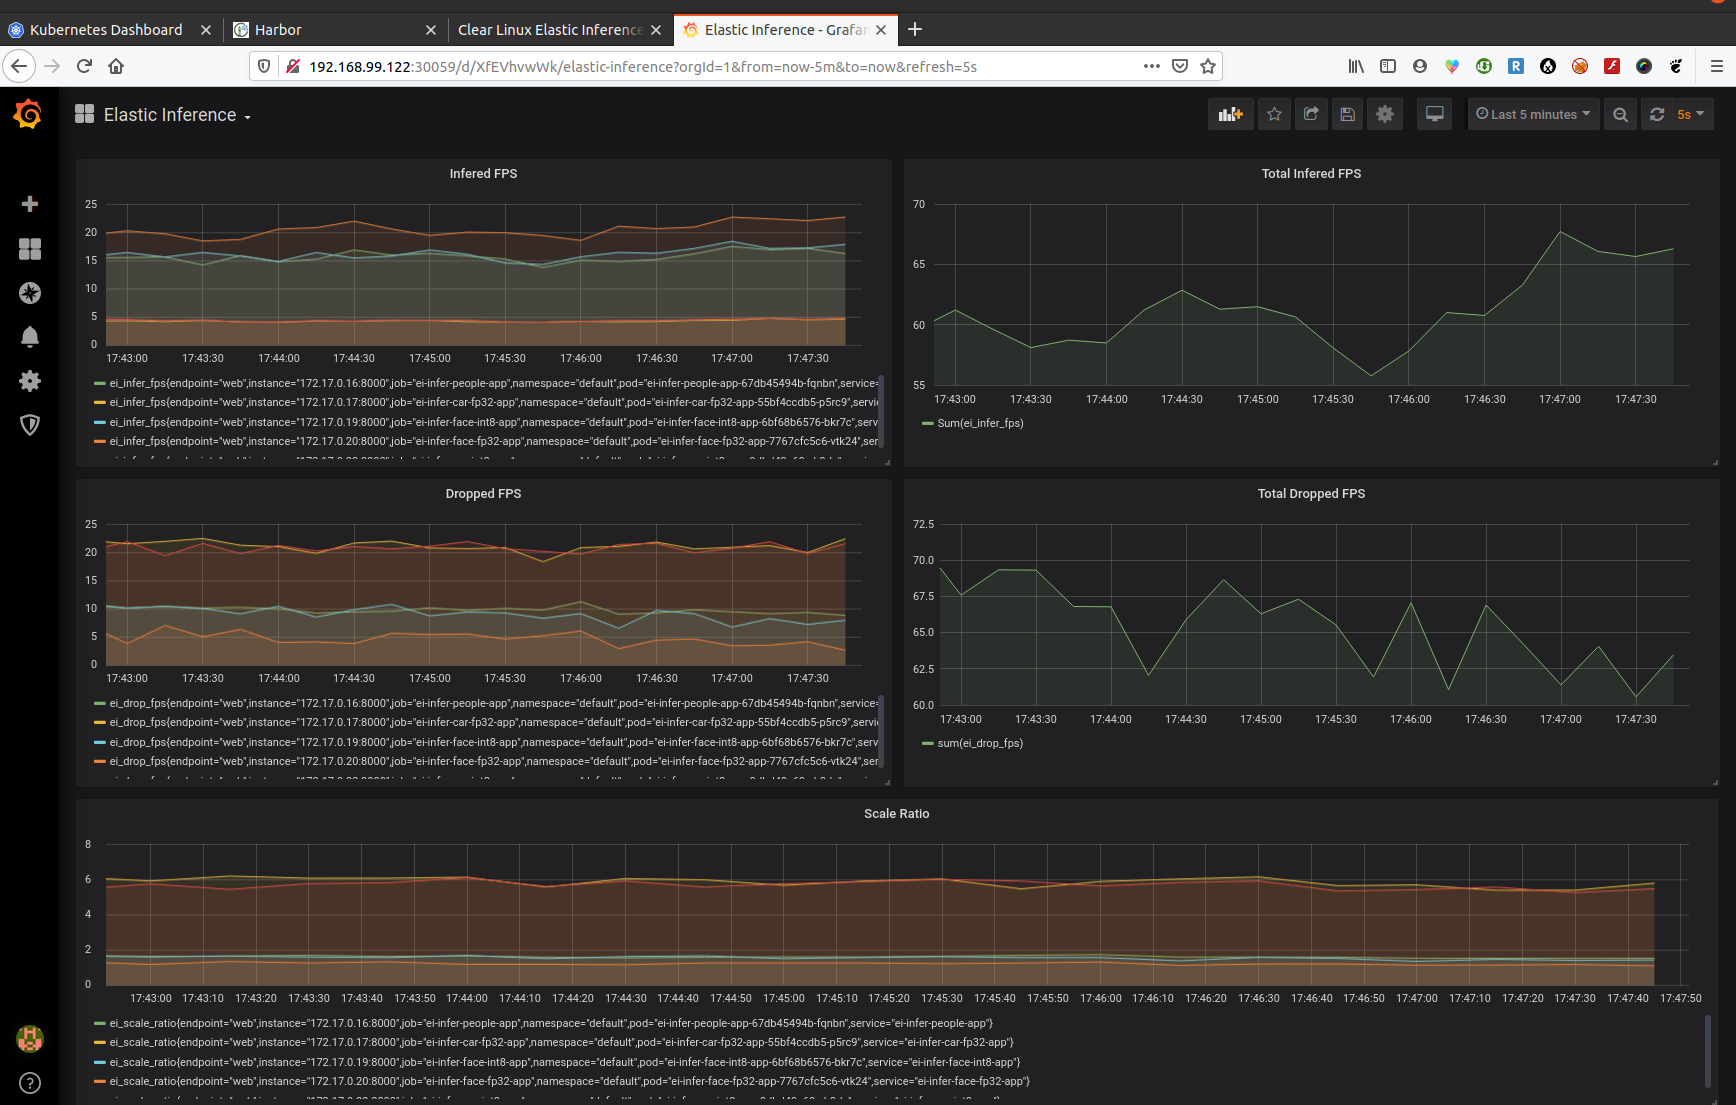 Kubernetes Dashboard
Harbor
Clear Linux Elastic Inference
Elastic Inference - Grafan
192.168.99.122:30059/d/XfEVhvwWk/elastic-inference?orgId=1&from=now-5m&to=now&refresh=5s
Elastic Inference
Last 5 minutes
5s
Infered FPS
25
20
15
10
5
0
17:43:00 17:43:30 17:44:00 17:44:30 17:45:00 17:45:30 17:46:00 17:46:30 17:47:00 17:47:30
ei_infer_fps{endpoint="web",instance="172.17.0.16:8000",job="ei-infer-people-app",namespace="default",pod="ei-infer-people-app-67db45494b-fqnbn",service=
ei_infer_fps{endpoint="web",instance="172.17.0.17:8000",job="ei-infer-car-fp32-app",namespace="default",pod="ei-infer-car-fp32-app-55bf4ccdb5-p5rc9",servi
ei_infer_fps{endpoint="web",instance="172.17.0.19:8000",job="ei-infer-face-int8-app",namespace="default",pod="ei-infer-face-int8-app-6bf68b6576-bkr7c",serv
ei_infer_fps{endpoint="web",instance="172.17.0.20:8000",job="ei-infer-face-fp32-app",namespace="default",pod="ei-infer-face-fp32-app-7767cfc5c6-vtk24",ser
Total Infered FPS
70
65
60
55
17:43:00 17:43:30 17:44:00 17:44:30 17:45:00 17:45:30 17:46:00 17:46:30 17:47:00 17:47:30
Sum(ei_infer_fps)
Dropped FPS
25
20
15
10
5
0
17:43:00 17:43:30 17:44:00 17:44:30 17:45:00 17:45:30 17:46:00 17:46:30 17:47:00 17:47:30
ei_drop_fps{endpoint="web",instance="172.17.0.16:8000",job="ei-infer-people-app",namespace="default",pod="ei-infer-people-app-67db45494b-fqnbn",service=
ei_drop_fps{endpoint="web",instance="172.17.0.17:8000",job="ei-infer-car-fp32-app",namespace="default",pod="ei-infer-car-fp32-app-55bf4ccdb5-p5rc9",servi
ei_drop_fps{endpoint="web",instance="172.17.0.19:8000",job="ei-infer-face-int8-app",namespace="default",pod="ei-infer-face-int8-app-6bf68b6576-bkr7c",serv
ei_drop_fps{endpoint="web",instance="172.17.0.20:8000",job="ei-infer-face-fp32-app",namespace="default",pod="ei-infer-face-fp32-app-7767cfc5c6-vtk24",ser
Total Dropped FPS
72.5
70.0
67.5
65.0
62.5
60.0
17:43:00 17:43:30 17:44:00 17:44:30 17:45:00 17:45:30 17:46:00 17:46:30 17:47:00 17:47:30
sum(ei_drop_fps)
Scale Ratio
8
6
4
2
0
17:43:00 17:43:10 17:43:20 17:43:30 17:43:40 17:43:50 17:44:00 17:44:10 17:44:20 17:44:30 17:44:40 17:44:50 17:45:00 17:45:10 17:45:20 17:45:30 17:45:40 17:45:50 17:46:00 17:46:10 17:46:20 17:46:30 17:46:40 17:46:50 17:47:00 17:47:10 17:47:20 17:47:30 17:47:40 17:47:50
ei_scale_ratio{endpoint="web",instance="172.17.0.16:8000",job="ei-infer-people-app",namespace="default",pod="ei-infer-people-app-67db45494b-fqnbn",service="ei-infer-people-app"}
ei_scale_ratio{endpoint="web",instance="172.17.0.17:8000",job="ei-infer-car-fp32-app",namespace="default",pod="ei-infer-car-fp32-app-55bf4ccdb5-p5rc9",service="ei-infer-car-fp32-app"}
ei_scale_ratio{endpoint="web",instance="172.17.0.19:8000",job="ei-infer-face-int8-app",namespace="default",pod="ei-infer-face-int8-app-6bf68b6576-bkr7c",service="ei-infer-face-int8-app"}
ei_scale_ratio{endpoint="web",instance="172.17.0.20:8000",job="ei-infer-face-fp32-app",namespace="default",pod="ei-infer-face-fp32-app-7767cfc5c6-vtk24",service="ei-infer-face-fp32-app"}